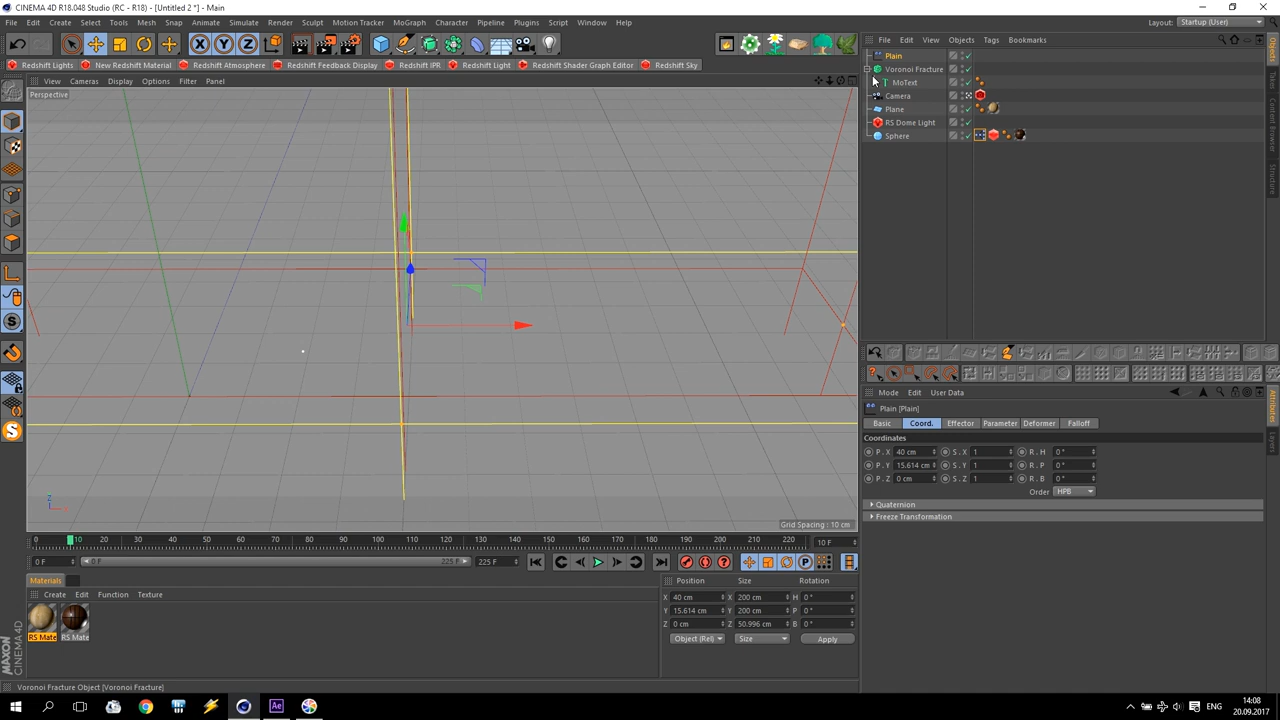 CINEMA 4D R18.048 Studio (RC - R18) - [Untitled 2 *] - Main
File Edit Create Select Tools Mesh Snap Animate Simulate Render Sculpt Motion Tracker MoGraph Character Pipeline Plugins Script Window Help
Layout: Startup (User)
File Edit View Objects Tags Bookmarks
Redshift Lights New Redshift Material Redshift Atmosphere Redshift Feedback Display Redshift IPR Redshift Light Redshift Shader Graph Editor Redshift Sky
View Cameras Display Options Filter Panel
Perspective
Plain
Voronoi Fracture
MoText
Camera
Plane
RS Dome Light
Sphere
Objects
Takes
Content Browser
Structure
Mode Edit User Data
Plain [Plain]
Basic Coord. Effector Parameter Deformer Falloff
Coordinates
P . X 40 cm S . X 1 R . H 0 °
P . Y 15.614 cm S . Y 1 R . P 0 °
P . Z 0 cm S . Z 1 R . B 0 °
Order HPB
Quaternion
Freeze Transformation
Attributes
Layers
Grid Spacing : 10 cm
0 10 20 30 40 50 60 70 80 90 100 110 120 130 140 150 160 170 180 190 200 210 220 10 F
0 F 0 F 225 F 225 F
Materials
Create Edit Function Texture
RS Mate RS Mate
Position Size Rotation
X 40 cm X 200 cm H 0 °
Y 15.614 cm Y 200 cm P 0 °
Z 0 cm Z 50.996 cm B 0 °
Object (Rel) Size Apply
MAXON CINEMA 4D
Voronoi Fracture Object [Voronoi Fracture]
ENG
14:08
20.09.2017